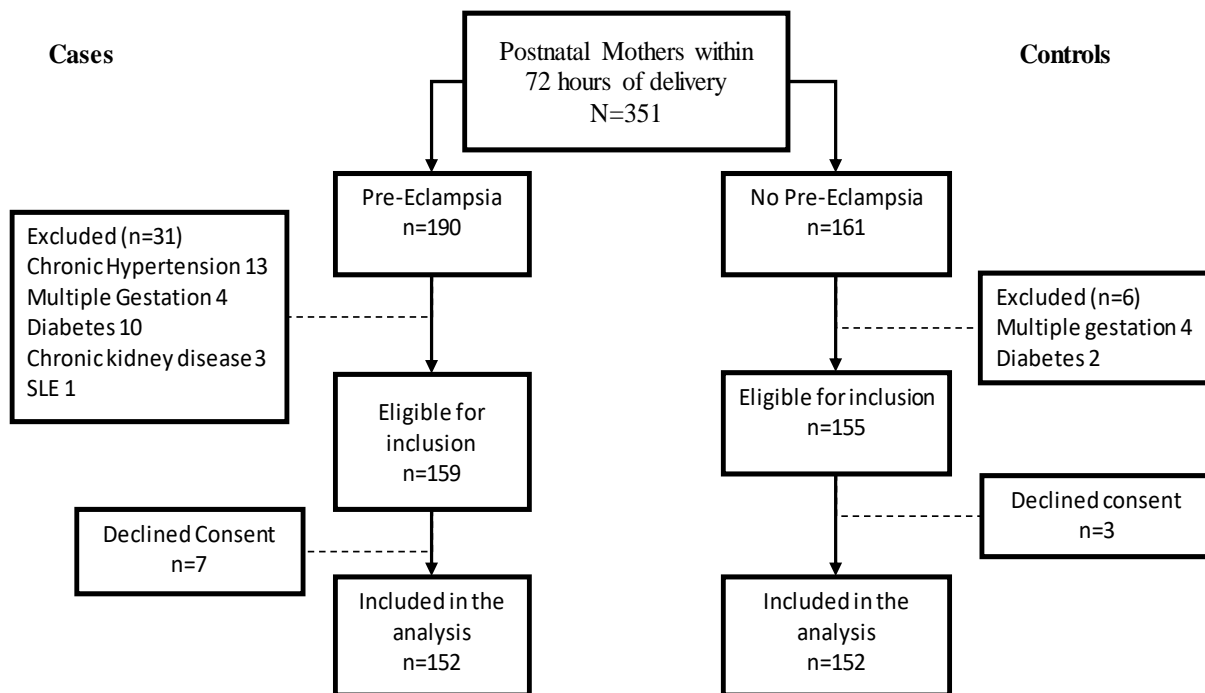 Cases
Controls
Postnatal Mothers within
72 hours of delivery
N=351
Pre-Eclampsia
n=190
No Pre-Eclampsia
n=161
Excluded (n=31)
Chronic Hypertension 13
Multiple Gestation 4
Diabetes 10
Chronic kidney disease 3
SLE 1
Excluded (n=6)
Multiple gestation 4
Diabetes 2
Eligible for
inclusion
n=159
Eligible for inclusion
n=155
Declined Consent
n=7
Declined consent
n=3
Included in the
analysis
n=152
Included in the
analysis
n=152